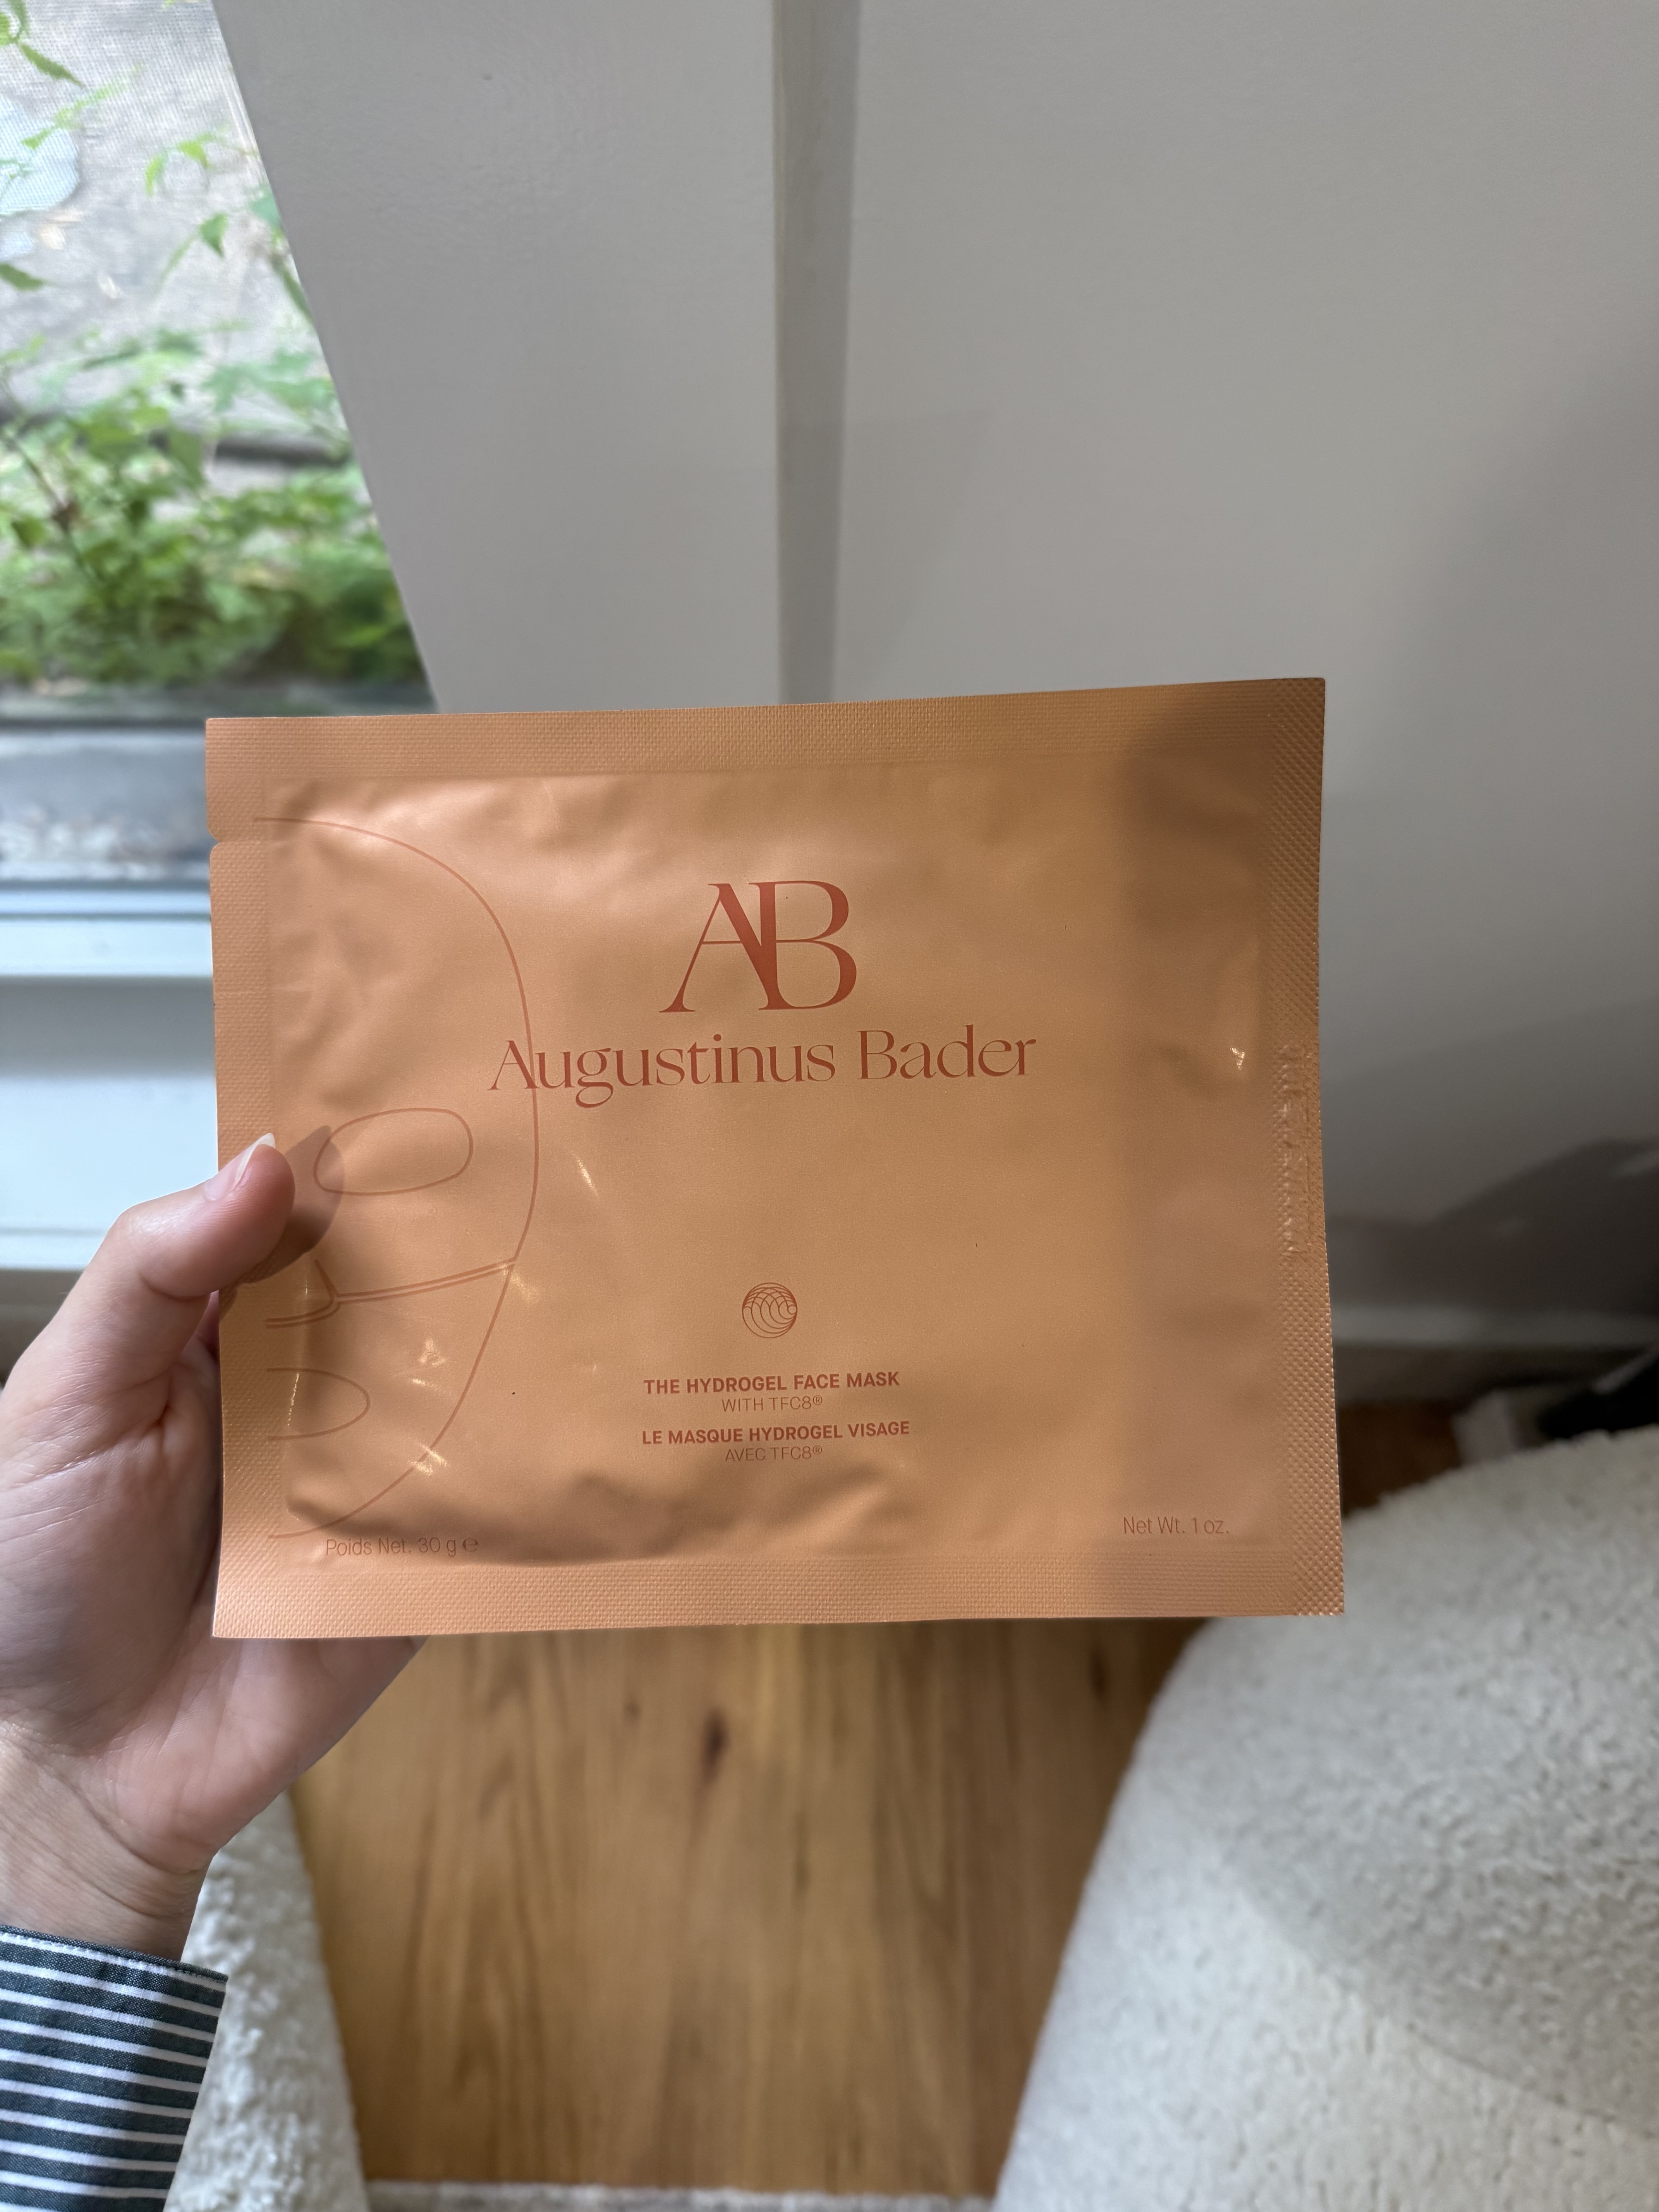 AB
Augustinus Bader
THE HYDROGEL FACE MASK
WITH TFC8®
LE MASQUE HYDROGEL VISAGE
AVEC TFC8®
Poids Net. 30 g ℮
Net Wt. 1 oz.